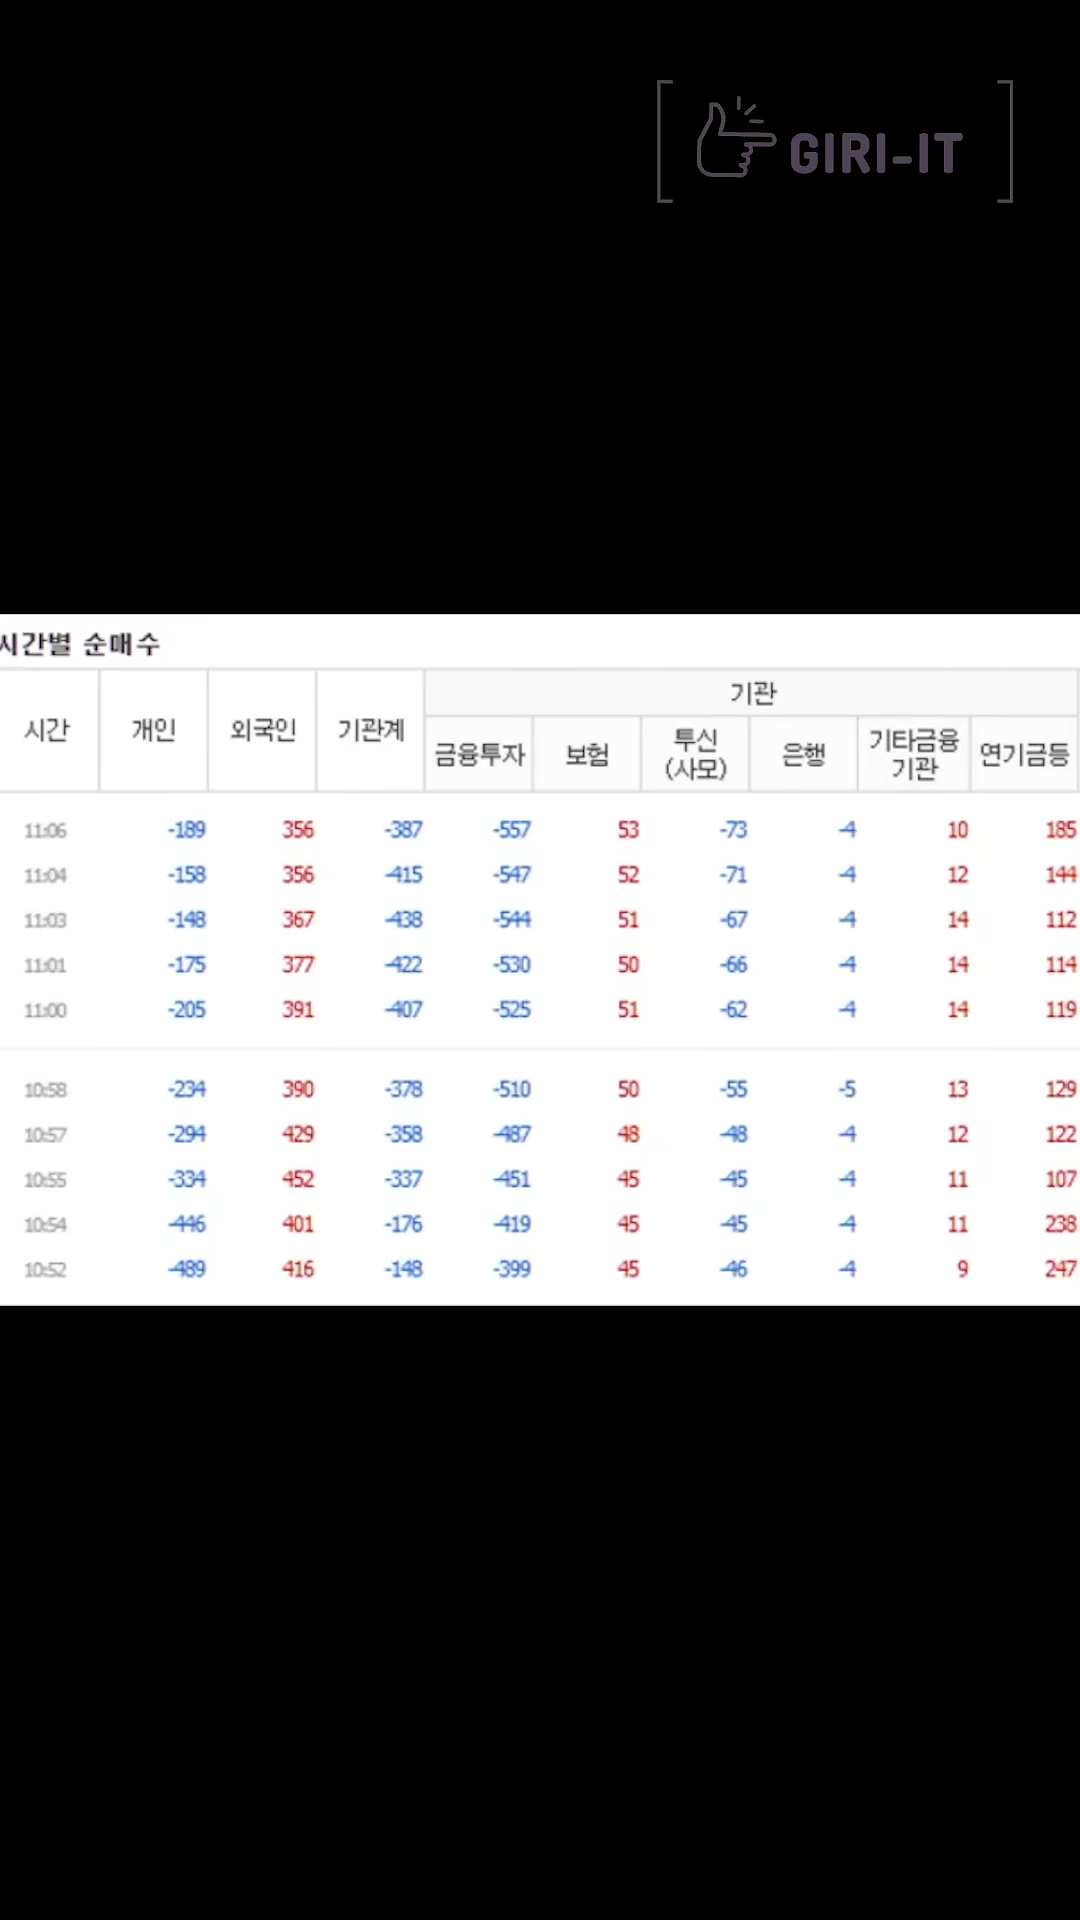 GIRI-IT
시간별 순매수
시간 개인 외국인 기관계 기관
금융투자 보험 투신(사모) 은행 기타금융기관 연기금등
11:06 -189 356 -387 -557 53 -73 -4 10 185
11:04 -158 356 -415 -547 52 -71 -4 12 144
11:03 -148 367 -438 -544 51 -67 -4 14 112
11:01 -175 377 -422 -530 50 -66 -4 14 114
11:00 -205 391 -407 -525 51 -62 -4 14 119
10:58 -234 390 -378 -510 50 -55 -5 13 129
10:57 -294 429 -358 -487 48 -48 -4 12 122
10:55 -334 452 -337 -451 45 -45 -4 11 107
10:54 -446 401 -176 -419 45 -45 -4 11 238
10:52 -489 416 -148 -399 45 -46 -4 9 247